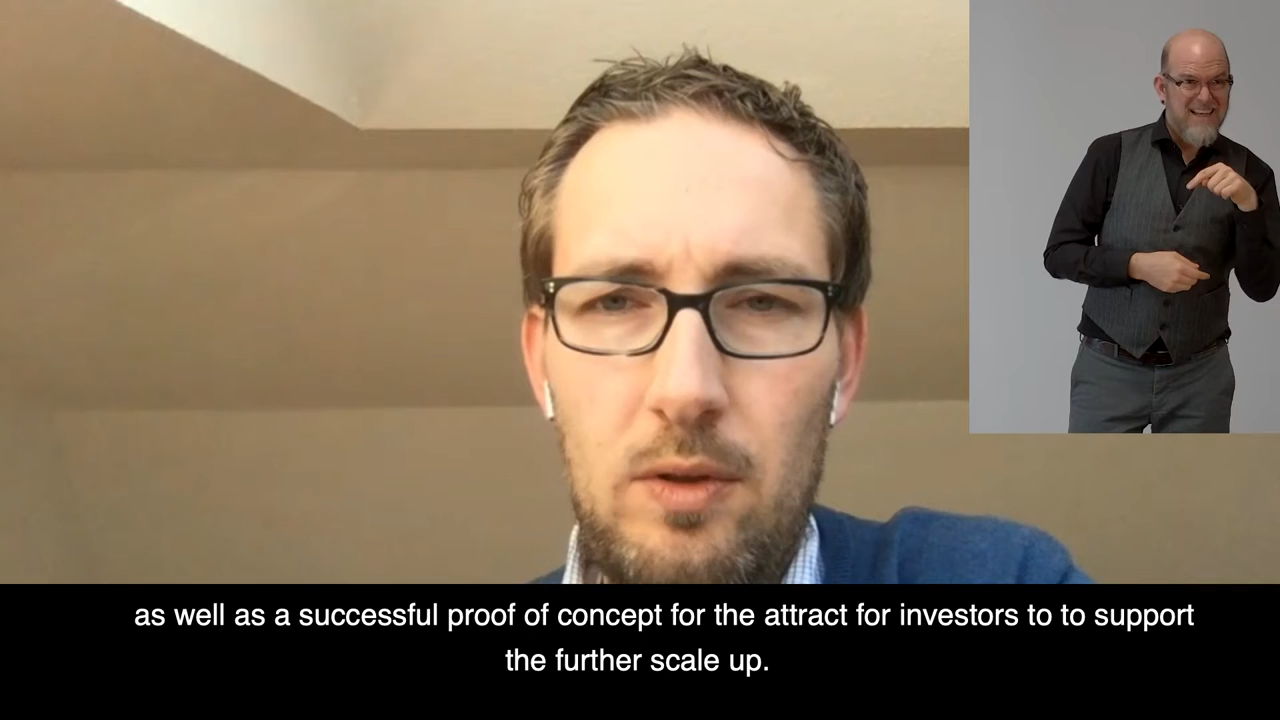 as well as a successful proof of concept for the attract for investors to to support
the further scale up.